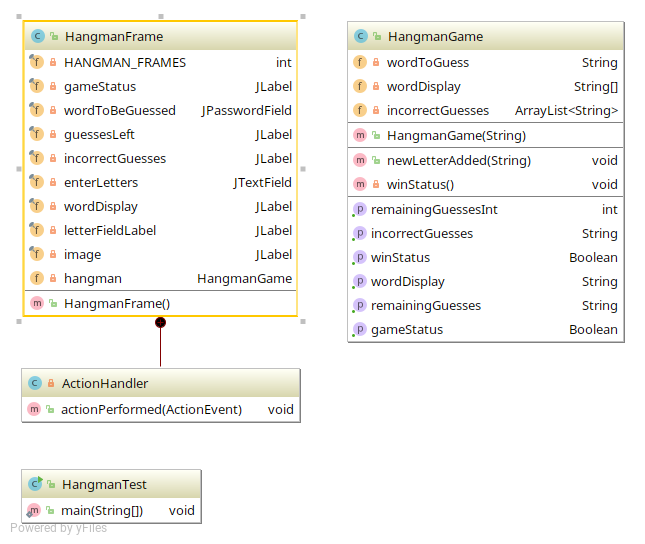 HangmanFrame
HANGMAN_FRAMES int
gameStatus JLabel
wordToBeGuessed JPasswordField
guessesLeft JLabel
incorrectGuesses JLabel
enterLetters JTextField
wordDisplay JLabel
letterFieldLabel JLabel
image JLabel
hangman HangmanGame
HangmanFrame()
HangmanGame
wordToGuess String
wordDisplay String[]
incorrectGuesses ArrayList<String>
HangmanGame(String)
newLetterAdded(String) void
winStatus() void
remainingGuessesInt int
incorrectGuesses String
winStatus Boolean
wordDisplay String
remainingGuesses String
gameStatus Boolean
ActionHandler
actionPerformed(ActionEvent) void
HangmanTest
main(String[]) void
Powered by yFiles